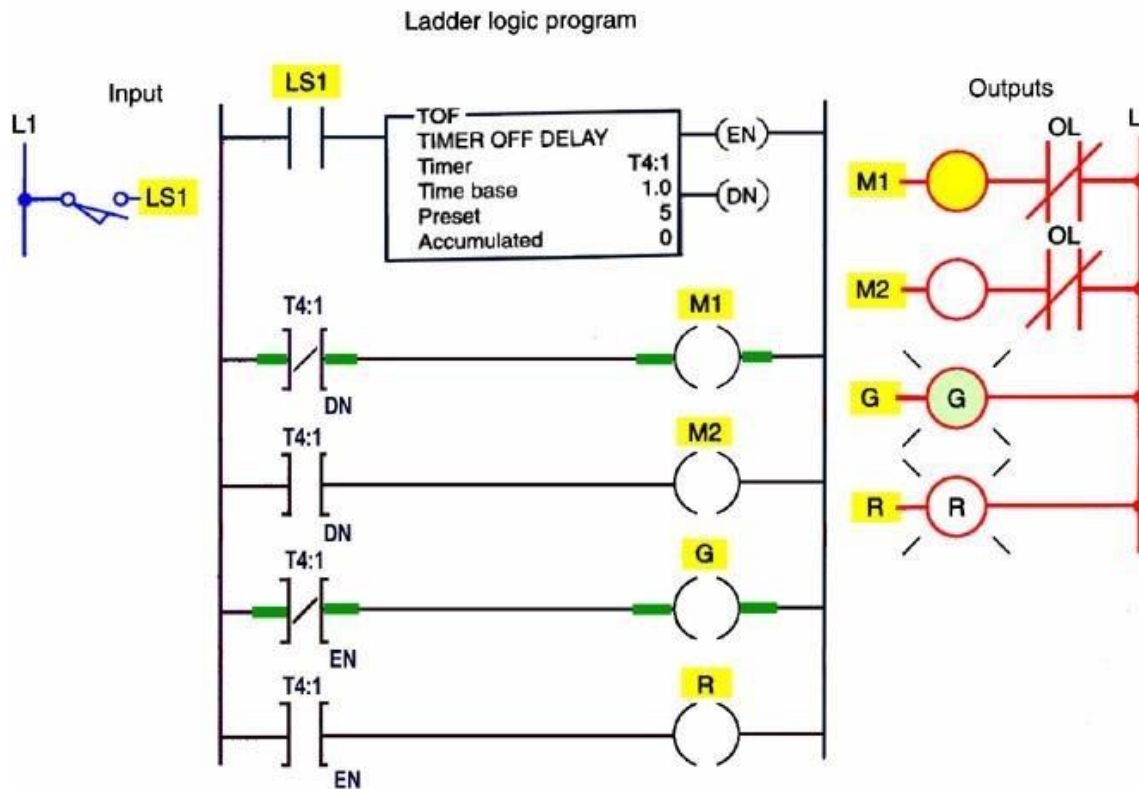 Ladder logic program
Input
L1
LS1
LS1
TOF
TIMER OFF DELAY
Timer T4:1
Time base 1.0
Preset 5
Accumulated 0
EN
DN
T4:1
DN
M1
T4:1
DN
M2
T4:1
EN
G
T4:1
EN
R
Outputs
L
OL
M1
OL
M2
G
G
R
R